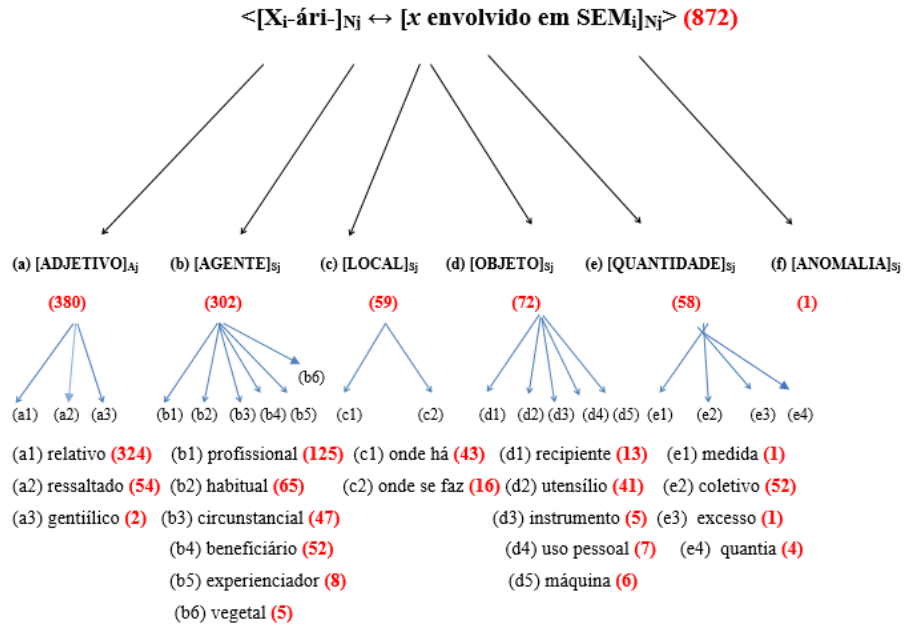 <[Xi-ári-]Nj ↔ [x envolvido em SEMi]Nj> (872)
(a) [ADJETIVO]Aj (b) [AGENTE]Sj (c) [LOCAL]Sj (d) [OBJETO]Sj (e) [QUANTIDADE]Sj (f) [ANOMALIA]Sj
(380) (302) (59) (72) (58) (1)
(b6)
(a1) (a2) (a3) (b1) (b2) (b3) (b4) (b5) (c1) (c2) (d1) (d2) (d3) (d4) (d5) (e1) (e2) (e3) (e4)
(a1) relativo (324) (b1) profissional (125) (c1) onde há (43) (d1) recipiente (13) (e1) medida (1)
(a2) ressaltado (54) (b2) habitual (65) (c2) onde se faz (16) (d2) utensílio (41) (e2) coletivo (52)
(a3) gentiílico (2) (b3) circunstancial (47) (d3) instrumento (5) (e3) excesso (1)
(b4) beneficiário (52) (d4) uso pessoal (7) (e4) quantia (4)
(b5) experienciador (8) (d5) máquina (6)
(b6) vegetal (5)